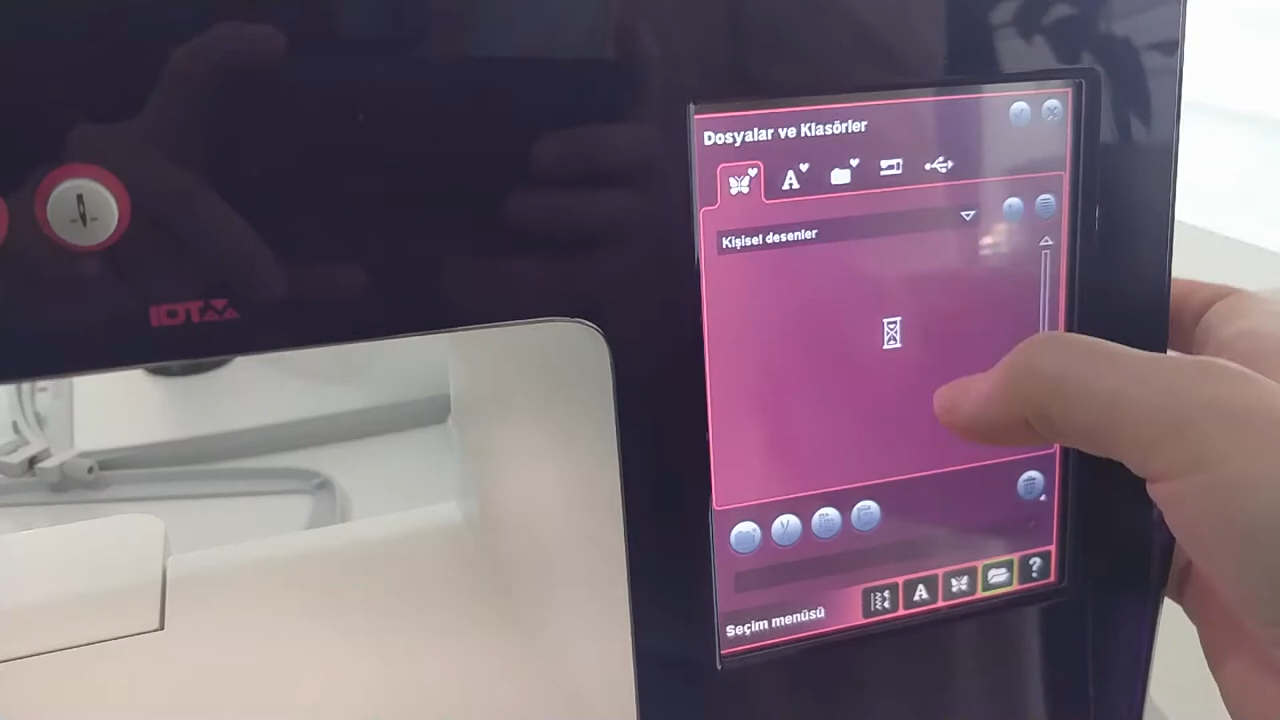 Dosyalar ve Klasörler
A
Kişisel desenler
IDT
A
?
Seçim menüsü